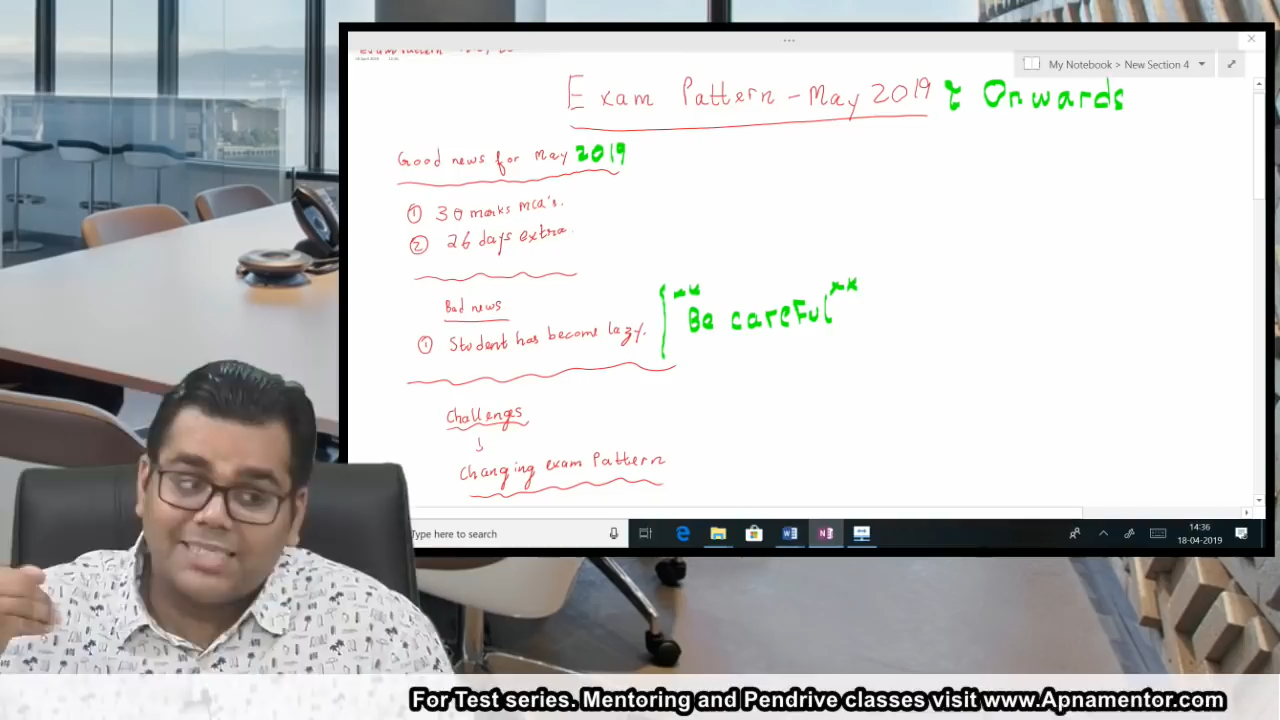 My Notebook > New Section 4
Exam Pattern - May 2019 & Onwards
Good news for May 2019
① 30 marks mca's.
② 26 days extra.
Bad news
① Student has become lazy.
** Be careful **
Challenges
↓
Changing exam Pattern
Type here to search
14:36
18-04-2019
For Test series. Mentoring and Pendrive classes visit www.Apnamentor.com